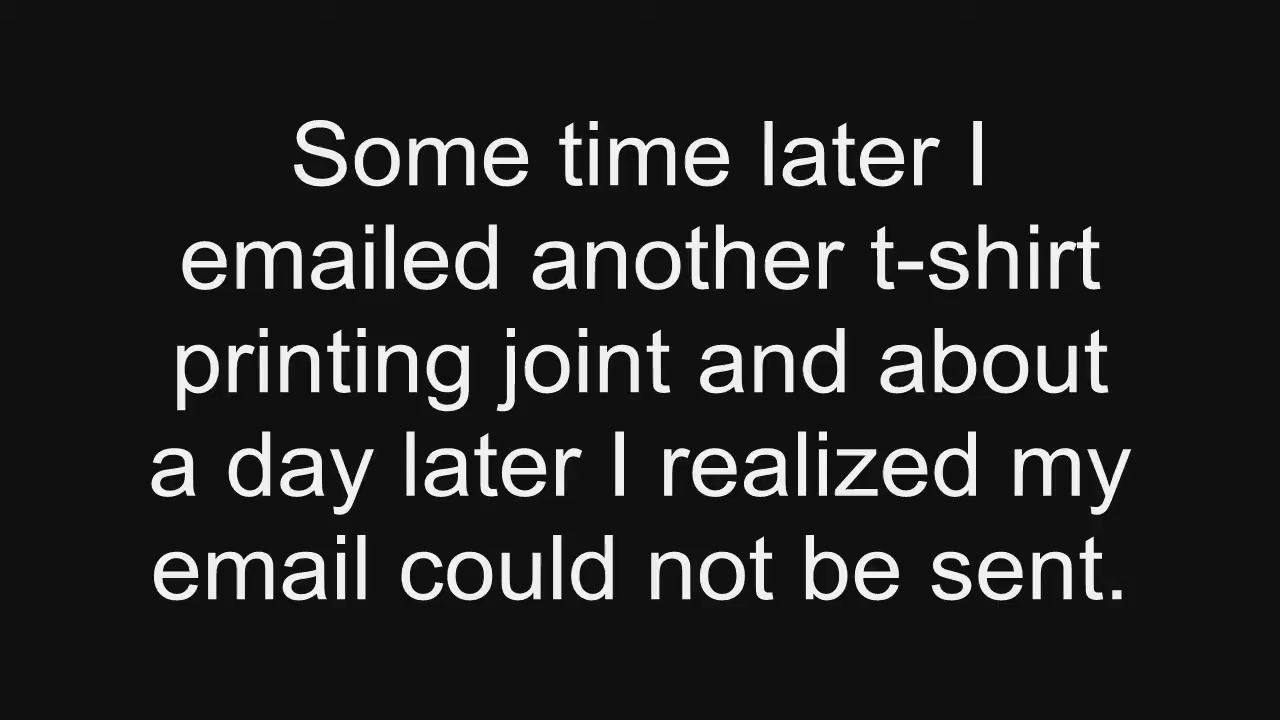 Some time later I
emailed another t-shirt
printing joint and about
a day later I realized my
email could not be sent.